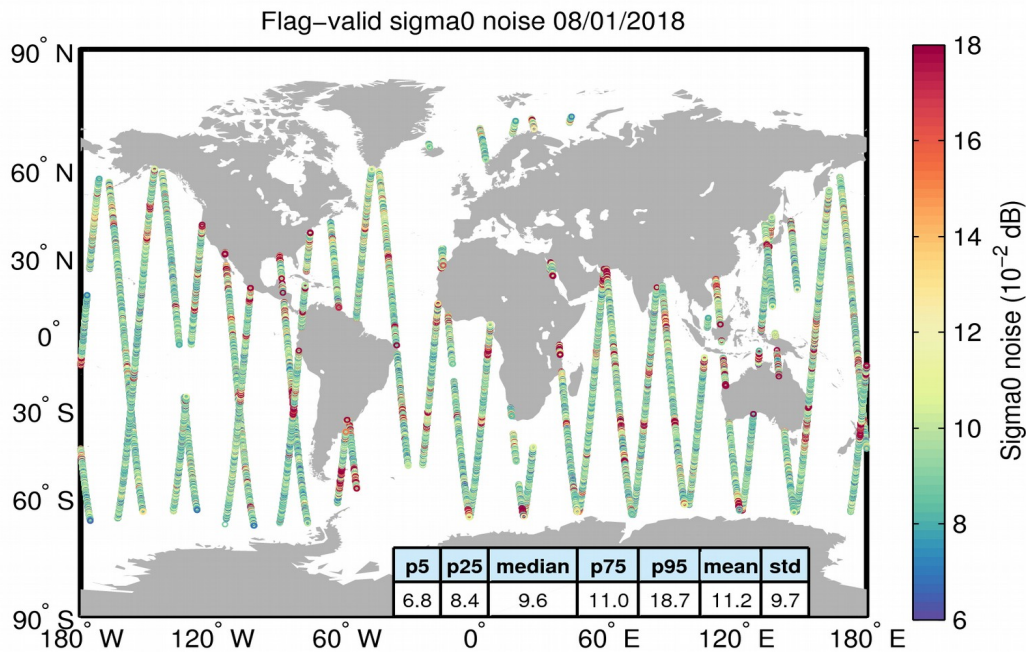 Flag−valid sigma0 noise 08/01/2018
90° N
60° N
30° N
0°
30° S
60° S
90° S
180° W 120° W 60° W 0° 60° E 120° E 180° E
p5 p25 median p75 p95 mean std
6.8 8.4 9.6 11.0 18.7 11.2 9.7
18
16
14
12
10
8
6
Sigma0 noise (10⁻² dB)